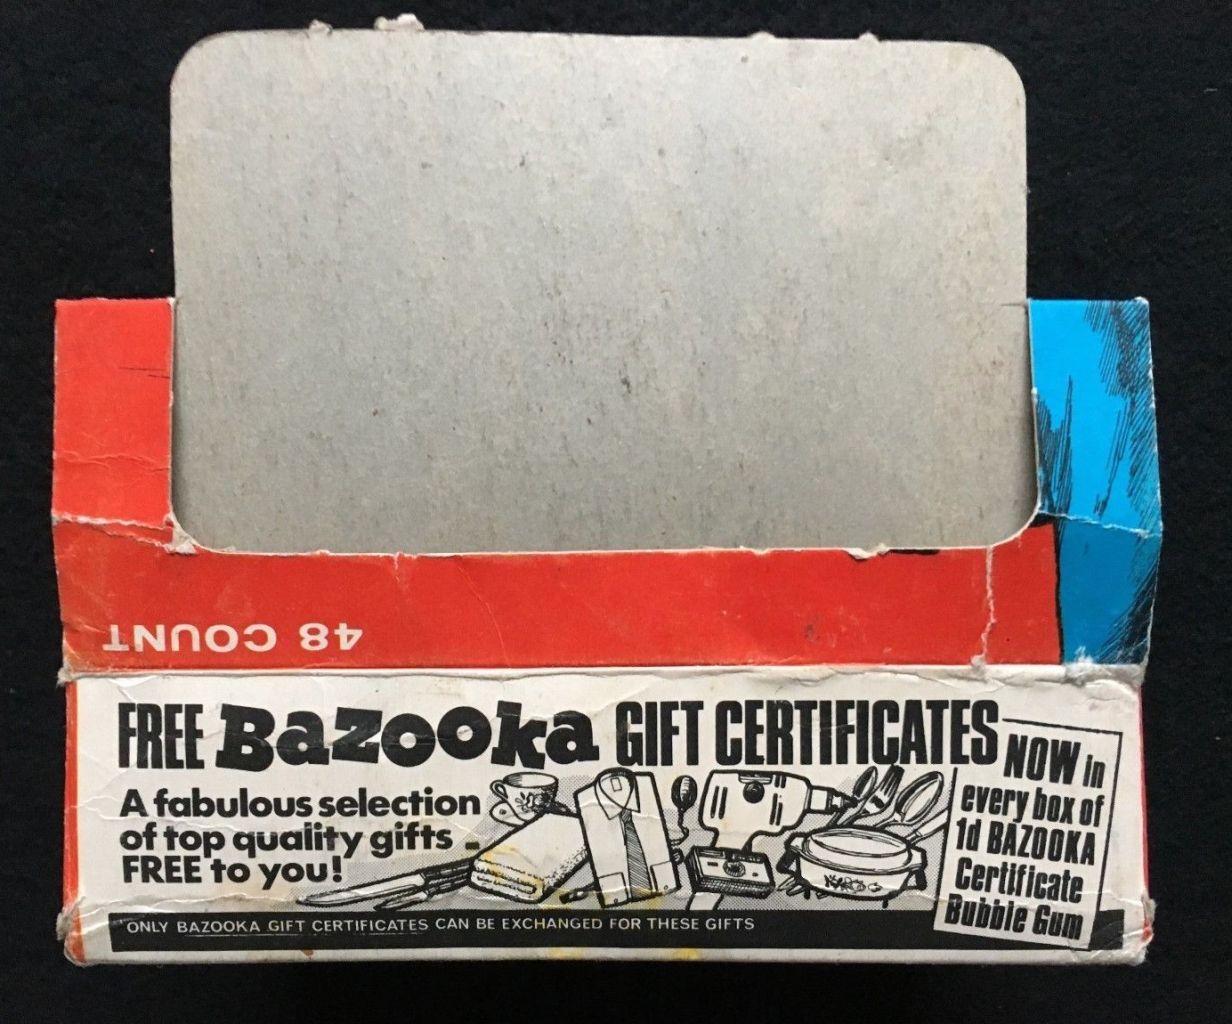 48 COUNT
FREE Bazooka GIFT CERTIFICATES
A fabulous selection
of top quality gifts -
FREE to you!
NOW in
every box of
1d BAZOOKA
Certificate
Bubble Gum
ONLY BAZOOKA GIFT CERTIFICATES CAN BE EXCHANGED FOR THESE GIFTS